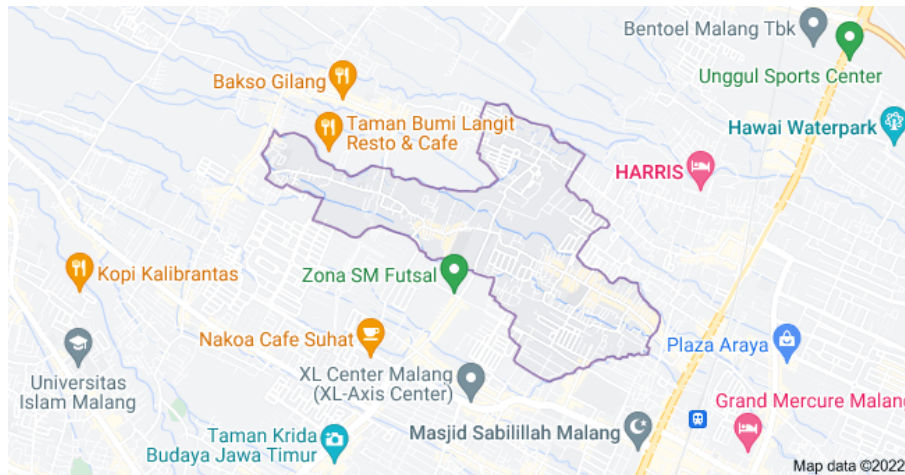 Bentoel Malang Tbk
Unggul Sports Center
Bakso Gilang
Taman Bumi Langit
Resto & Cafe
Hawai Waterpark
HARRIS
Kopi Kalibrantas
Zona SM Futsal
Nakoa Cafe Suhat
Plaza Araya
XL Center Malang
(XL-Axis Center)
Universitas
Islam Malang
Grand Mercure Malang
Taman Krida
Budaya Jawa Timur
Masjid Sabilillah Malang
Map data ©2022